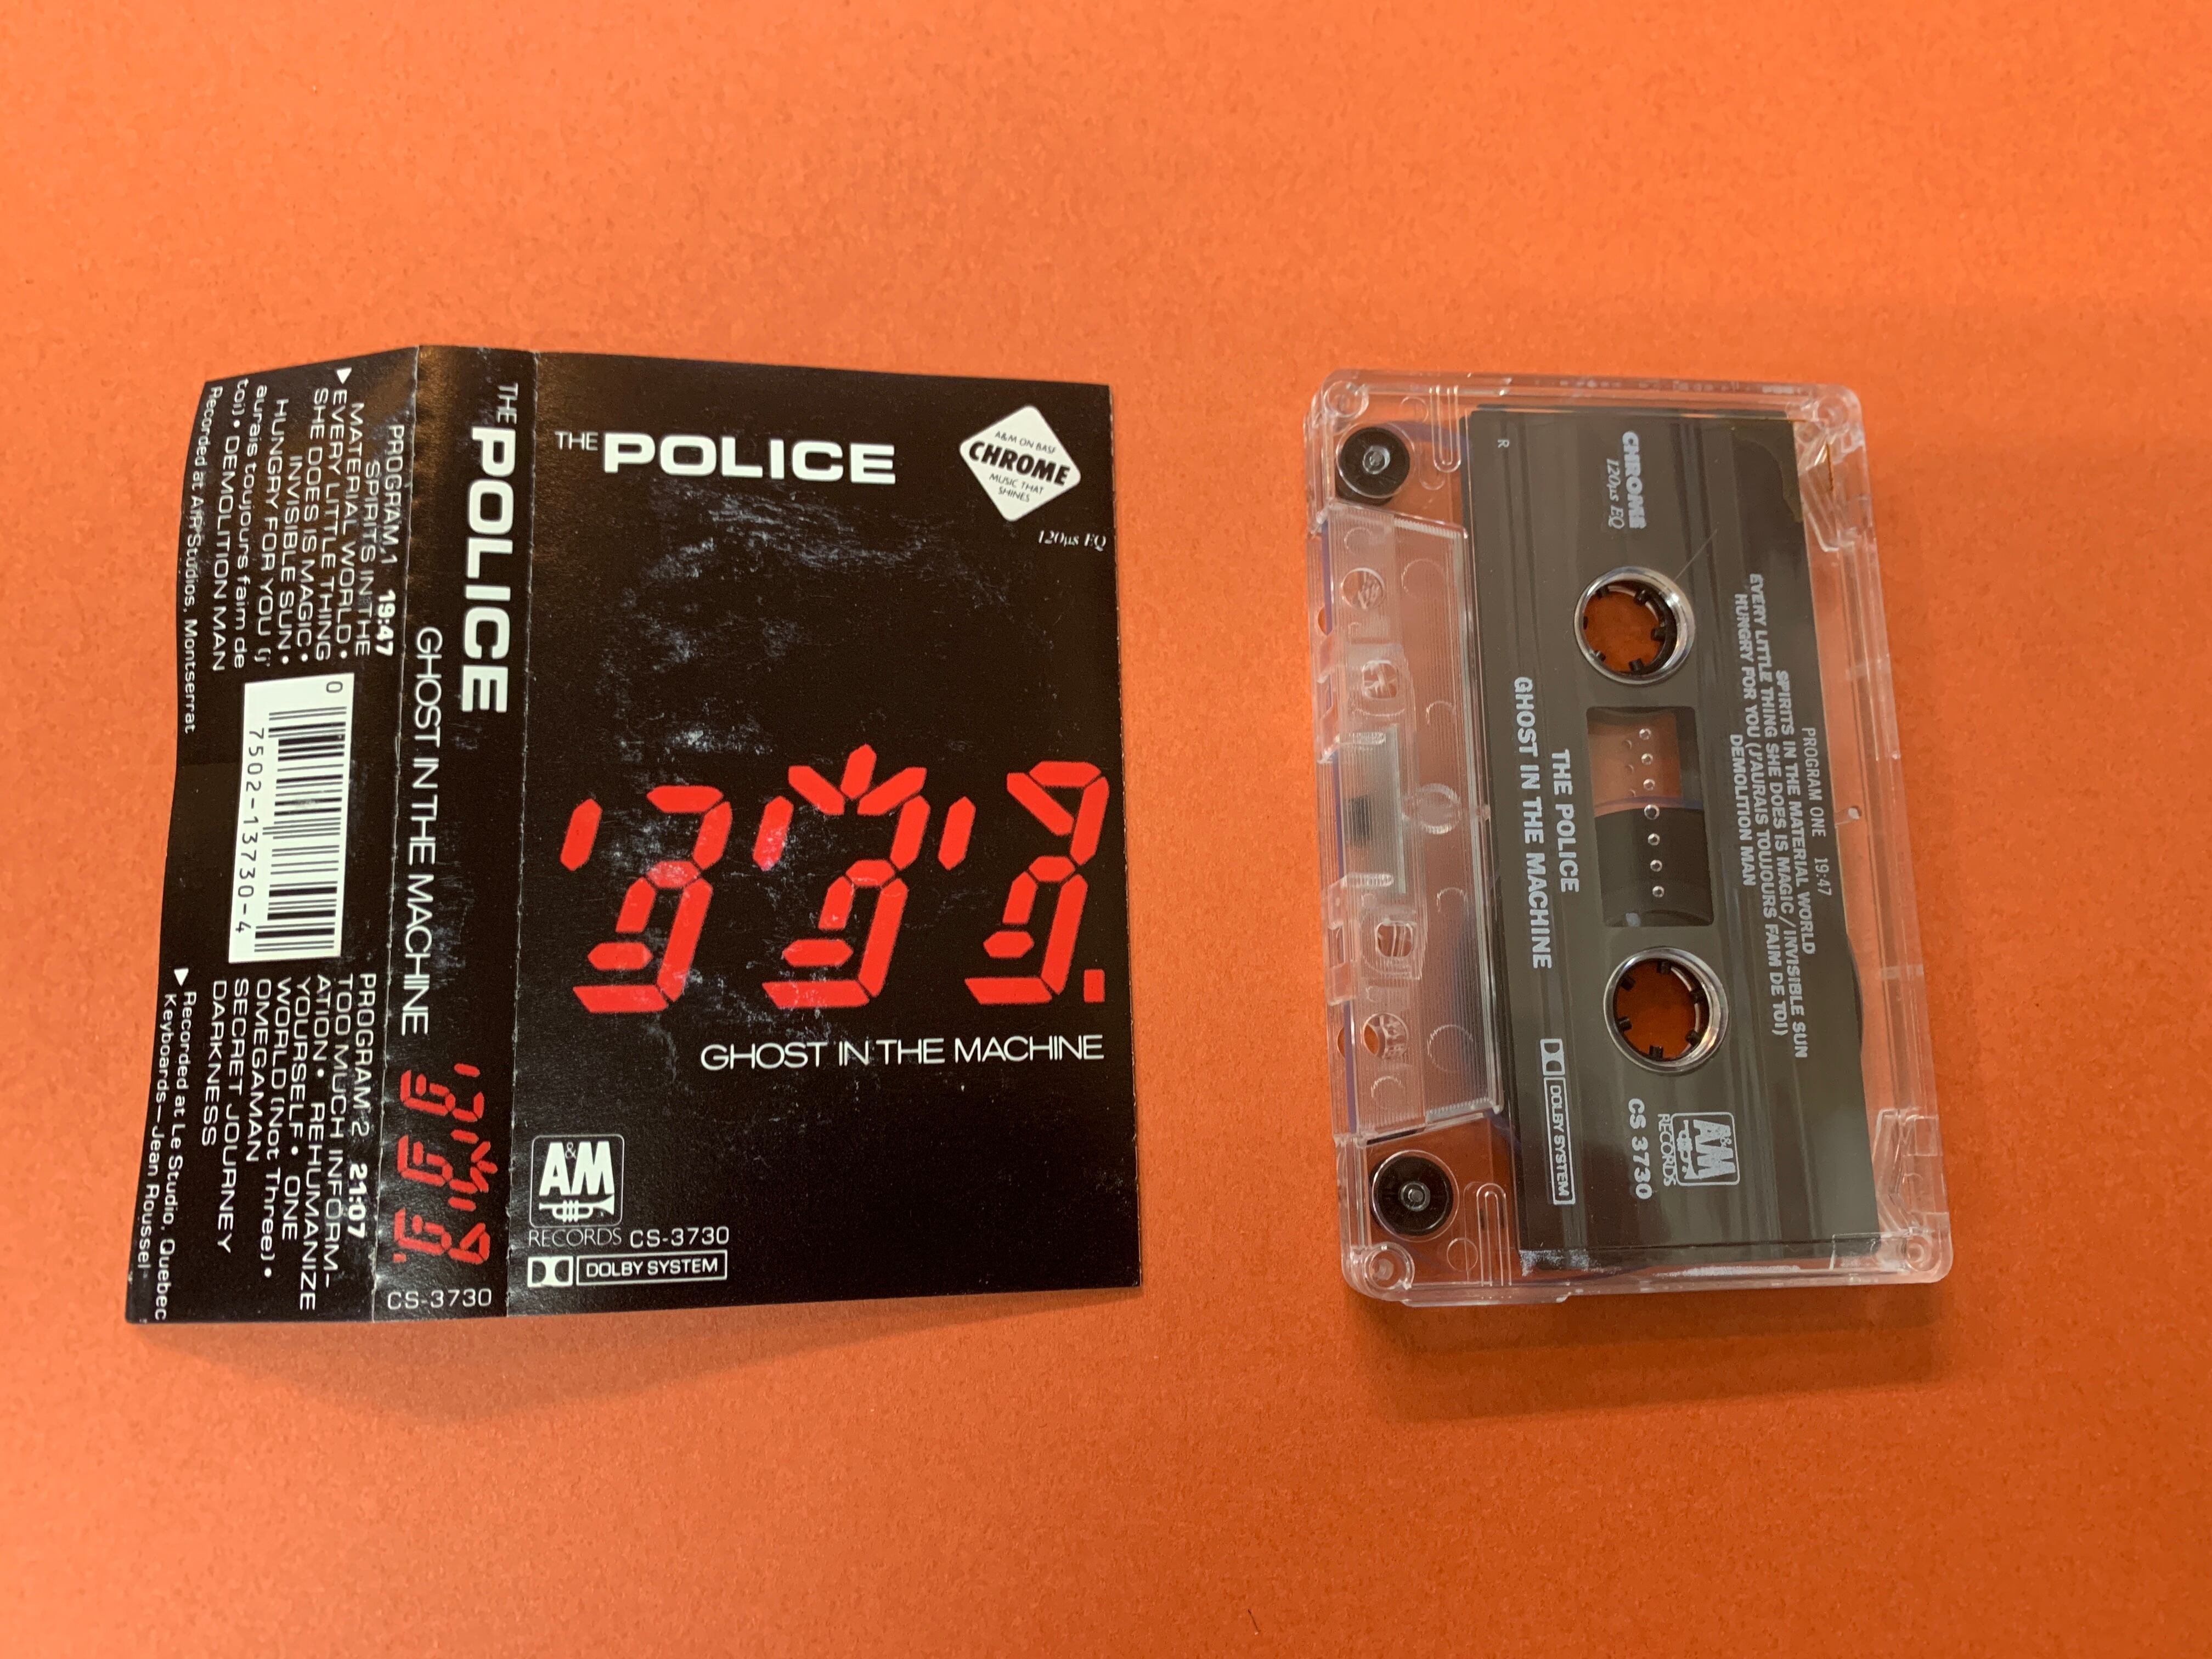 THE POLICE
A&M ON BASF
CHROME
MUSIC THAT
SHINES
120µs EQ
GHOST IN THE MACHINE
A&M
RECORDS CS-3730
DOLBY SYSTEM
THE POLICE
GHOST IN THE MACHINE
CS-3730
PROGRAM 1 19:47
SPIRITS IN THE
MATERIAL WORLD •
▶ EVERY LITTLE THING
SHE DOES IS MAGIC •
INVISIBLE SUN •
HUNGRY FOR YOU (j'
aurais toujours faim de
toi) • DEMOLITION MAN
Recorded at AIR Studios, Montserrat
0
7502-13730-4
PROGRAM 2 21:07
TOO MUCH INFORM-
ATION • REHUMANIZE
YOURSELF • ONE
WORLD (Not Three) •
OMEGAMAN
SECRET JOURNEY
DARKNESS
▶ Recorded at Le Studio, Quebec
Keyboards—Jean Roussel
PROGRAM ONE 19:47
SPIRITS IN THE MATERIAL WORLD
EVERY LITTLE THING SHE DOES IS MAGIC/INVISIBLE SUN
HUNGRY FOR YOU (J'AURAIS TOUJOURS FAIM DE TOI)
DEMOLITION MAN
CHROME
120µs EQ
A&M
RECORDS
CS 3730
THE POLICE
GHOST IN THE MACHINE
DOLBY SYSTEM
R